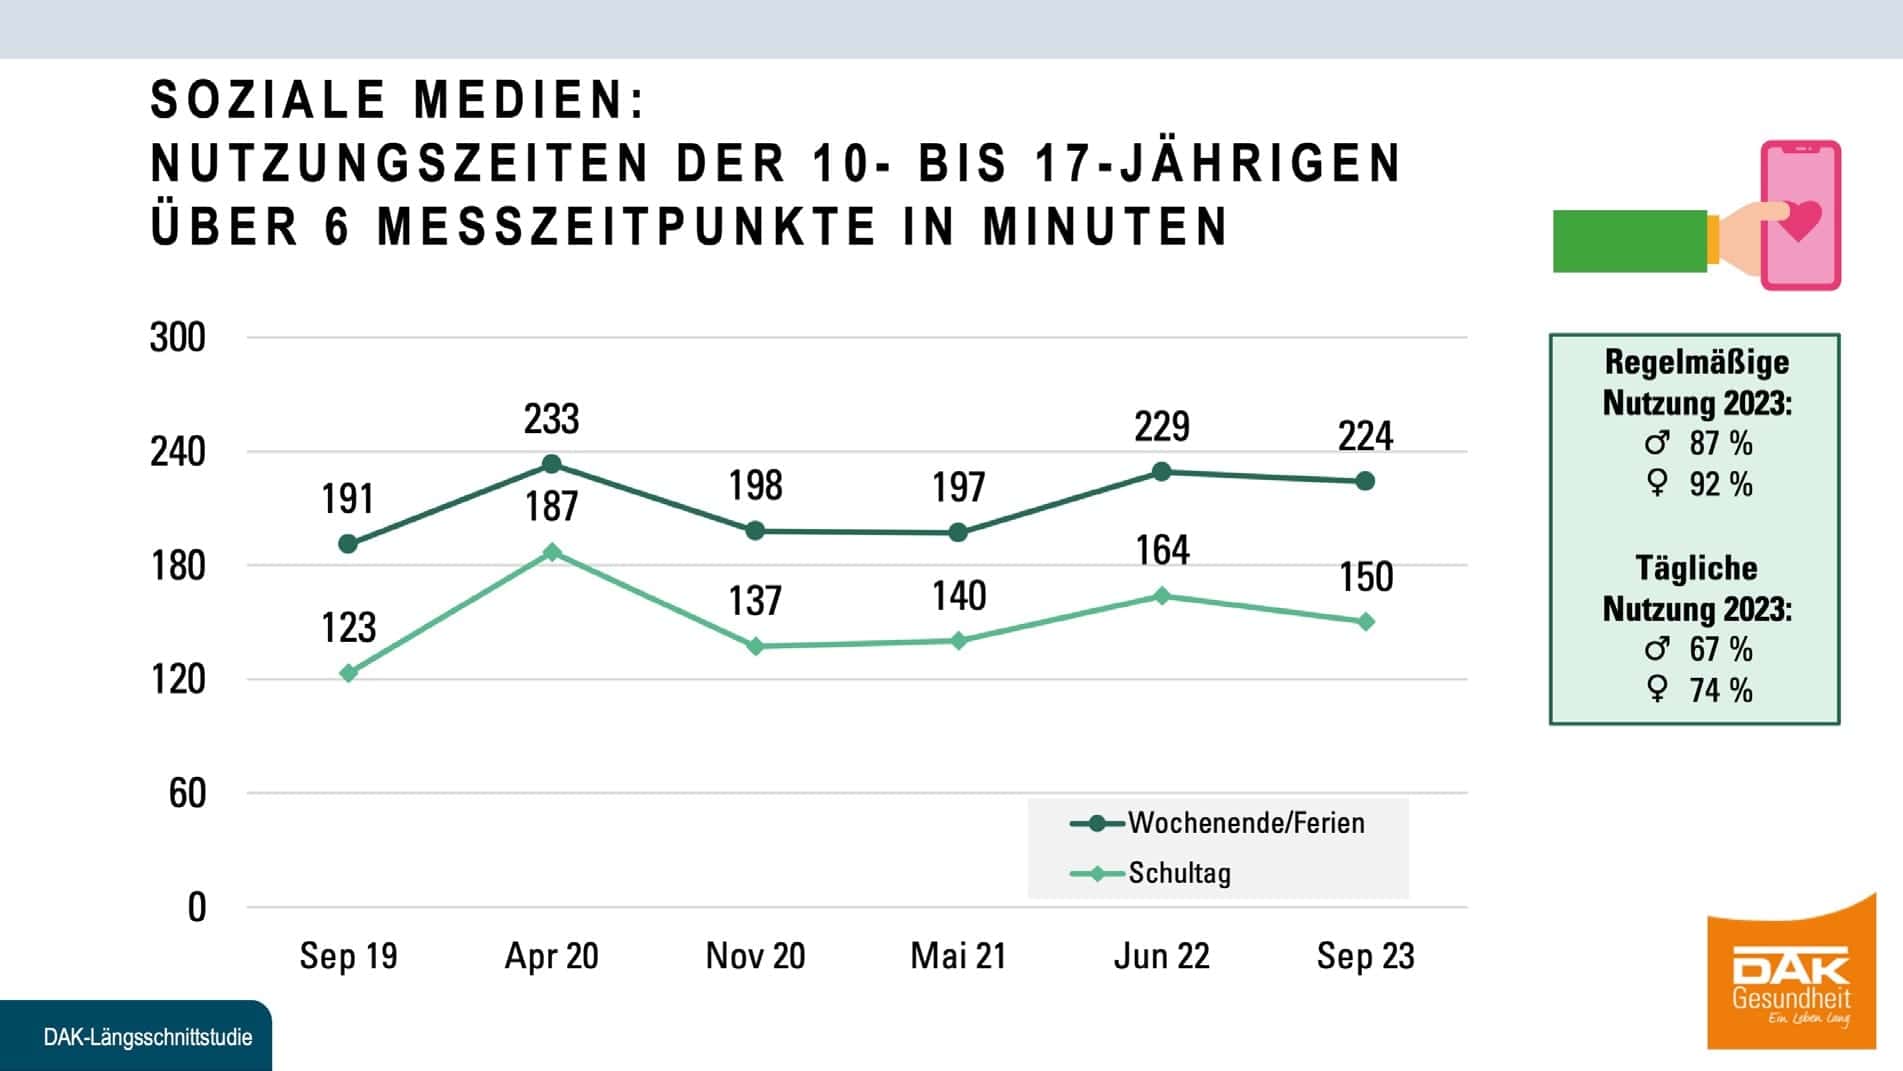 SOZIALE MEDIEN:
NUTZUNGSZEITEN DER 10- BIS 17-JÄHRIGEN
ÜBER 6 MESSZEITPUNKTE IN MINUTEN
300
240
180
120
60
0
191
233
198
197
229
224
123
187
137
140
164
150
Wochenende/Ferien
Schultag
Sep 19
Apr 20
Nov 20
Mai 21
Jun 22
Sep 23
Regelmäßige
Nutzung 2023:
♂ 87 %
♀ 92 %
Tägliche
Nutzung 2023:
♂ 67 %
♀ 74 %
DAK-Längsschnittstudie
DAK
Gesundheit
Ein Leben lang